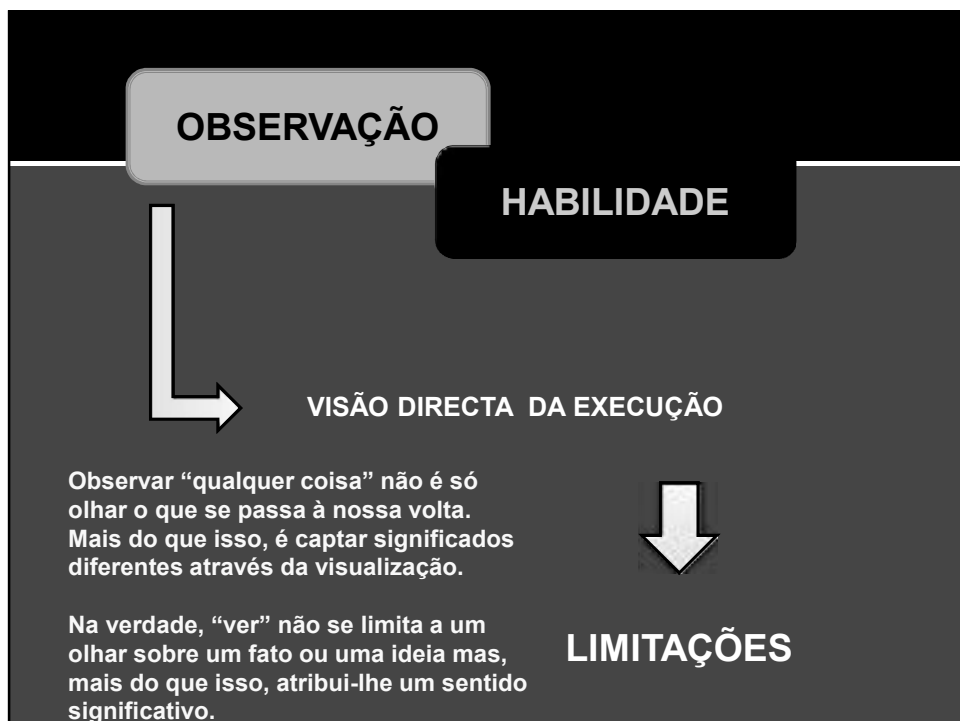 OBSERVAÇÃO
HABILIDADE
VISÃO DIRECTA DA EXECUÇÃO
Observar “qualquer coisa” não é só
olhar o que se passa à nossa volta.
Mais do que isso, é captar significados
diferentes através da visualização.
Na verdade, “ver” não se limita a um
olhar sobre um fato ou uma ideia mas,
mais do que isso, atribui-lhe um sentido
significativo.
LIMITAÇÕES